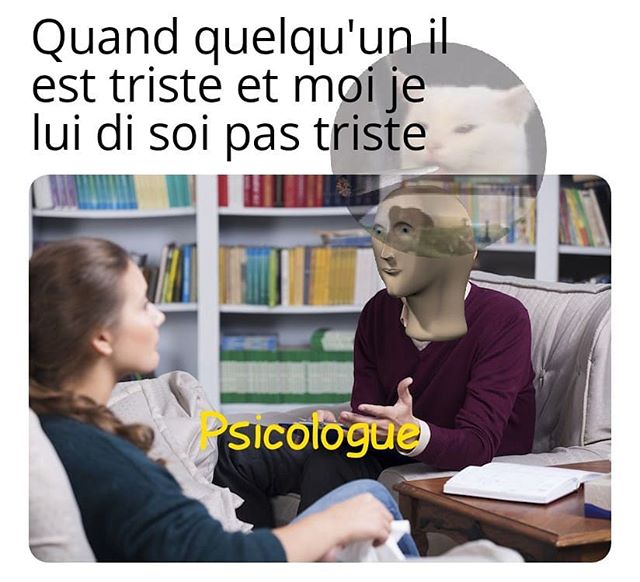 Quand quelqu'un il
est triste et moi je
lui di soi pas triste
Psicologue